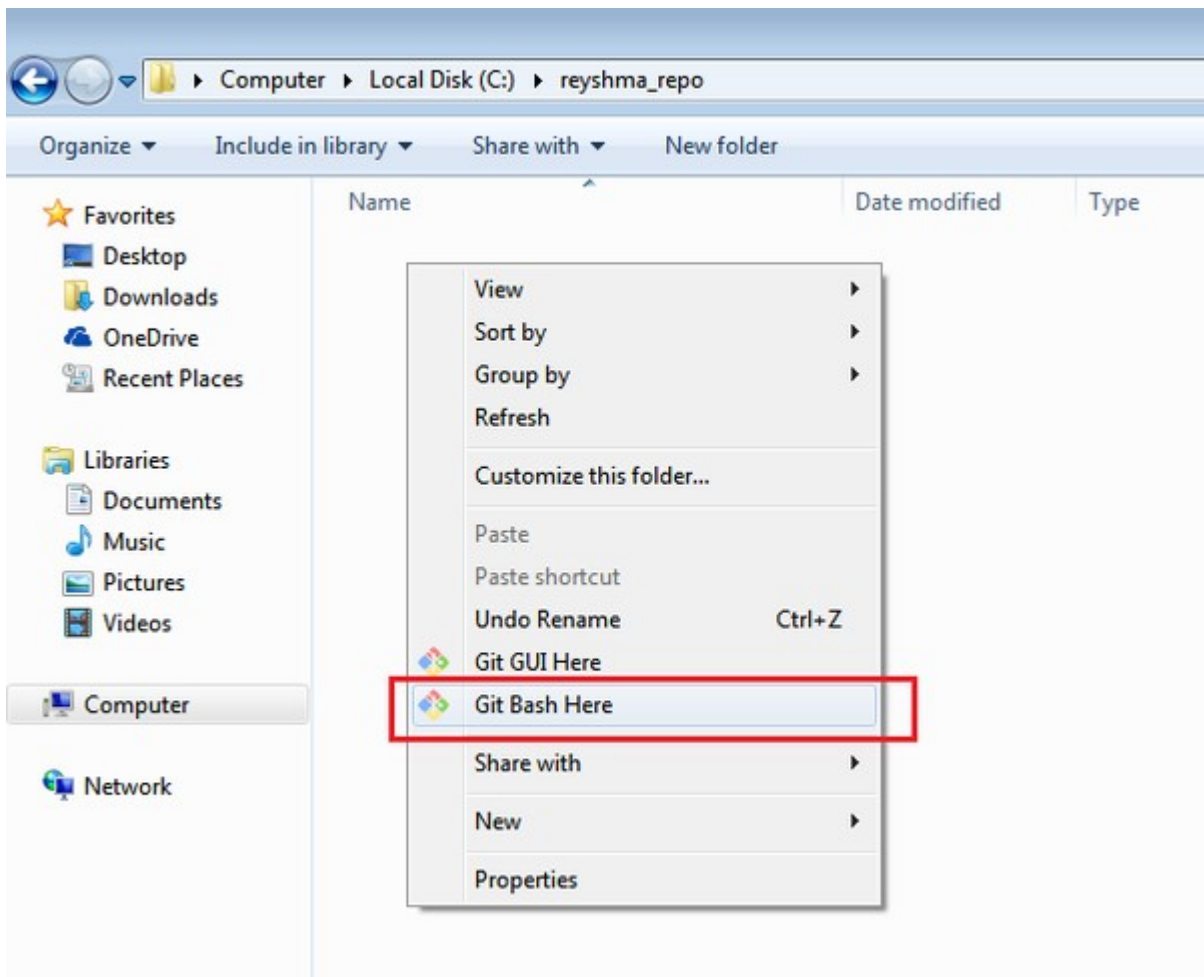 Computer Local Disk (C:) reyshma_repo
Organize Include in library Share with New folder
Favorites
Desktop
Downloads
OneDrive
Recent Places
Libraries
Documents
Music
Pictures
Videos
Computer
Network
Name Date modified Type
View
Sort by
Group by
Refresh
Customize this folder...
Paste
Paste shortcut
Undo Rename Ctrl+Z
Git GUI Here
Git Bash Here
Share with
New
Properties